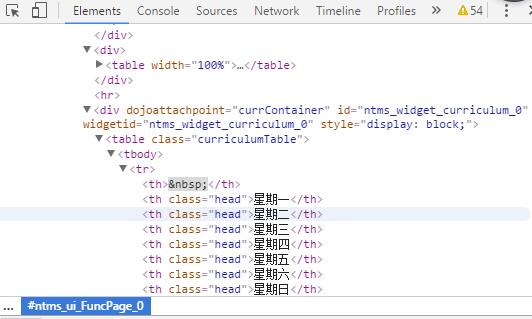 Elements Console Sources Network Timeline Profiles » 54
</div>
<div>
<table width="100%">…</table>
</div>
<hr>
<div dojoattachpoint="currContainer" id="ntms_widget_curriculum_0"
widgetid="ntms_widget_curriculum_0" style="display: block;">
<table class="curriculumTable">
<tbody>
<tr>
<th>&nbsp;</th>
<th class="head">星期一</th>
<th class="head">星期二</th>
<th class="head">星期三</th>
<th class="head">星期四</th>
<th class="head">星期五</th>
<th class="head">星期六</th>
<th class="head">星期日</th>
... #ntms_ui_FuncPage_0